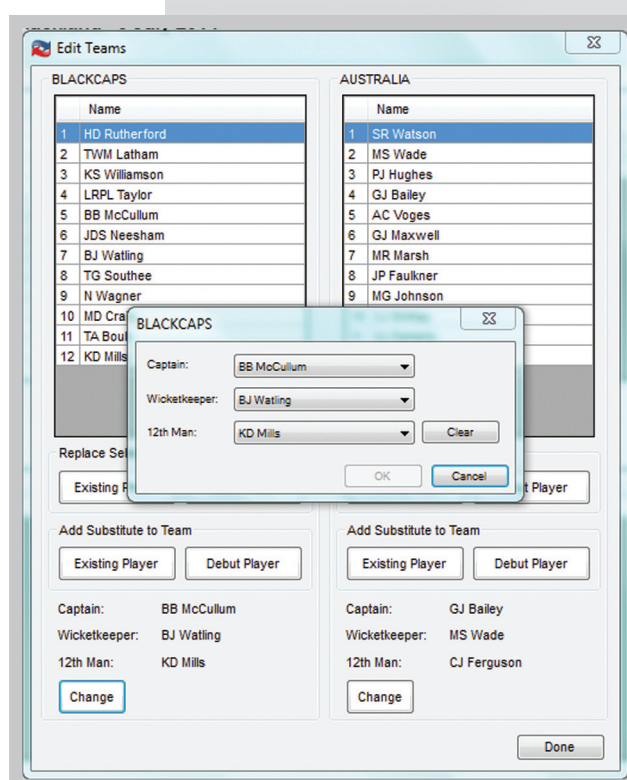 Edit Teams
BLACKCAPS
Name
1 HD Rutherford
2 TWM Latham
3 KS Williamson
4 LRPL Taylor
5 BB McCullum
6 JDS Neesham
7 BJ Watling
8 TG Southee
9 N Wagner
10 MD Cra
11 TA Boul
12 KD Mills
AUSTRALIA
Name
1 SR Watson
2 MS Wade
3 PJ Hughes
4 GJ Bailey
5 AC Voges
6 GJ Maxwell
7 MR Marsh
8 JP Faulkner
9 MG Johnson
BLACKCAPS
Captain: BB McCullum
Wicketkeeper: BJ Watling
12th Man: KD Mills Clear
OK Cancel
Replace Sel
Existing P
t Player
Add Substitute to Team
Existing Player Debut Player
Captain: BB McCullum
Wicketkeeper: BJ Watling
12th Man: KD Mills
Change
Add Substitute to Team
Existing Player Debut Player
Captain: GJ Bailey
Wicketkeeper: MS Wade
12th Man: CJ Ferguson
Change
Done